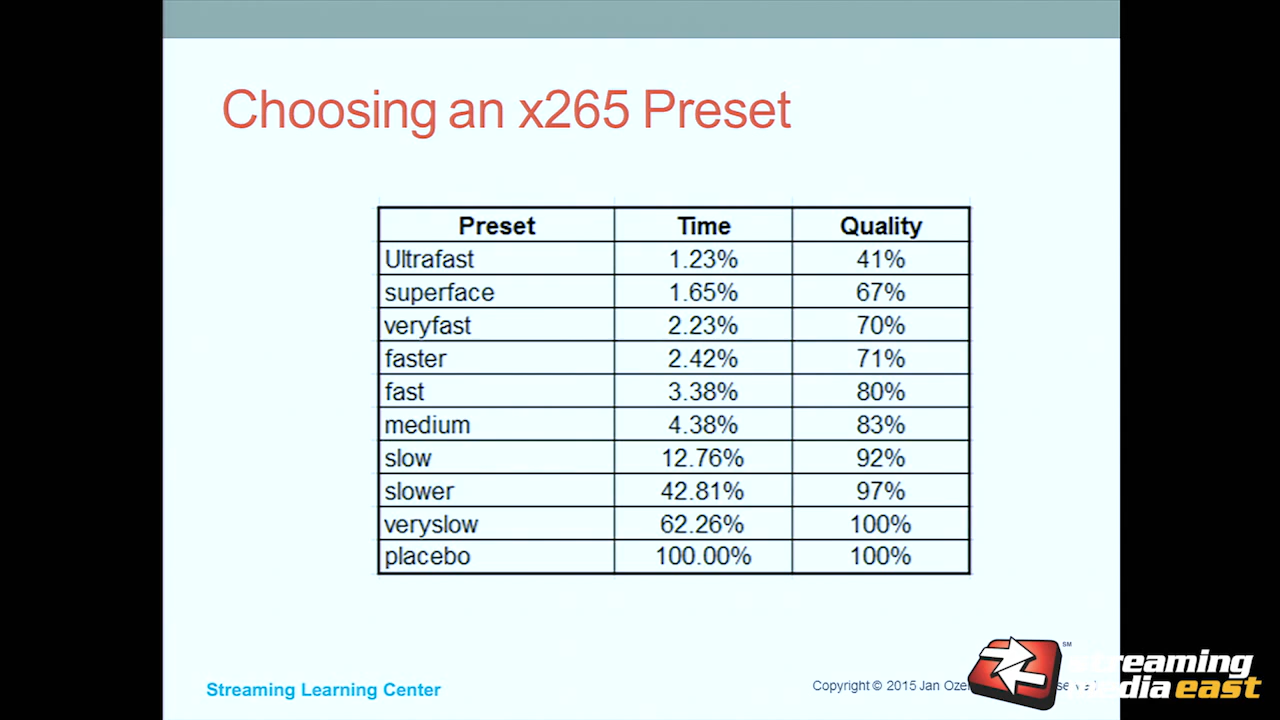 Choosing an x265 Preset
Preset Time Quality
Ultrafast 1.23% 41%
superface 1.65% 67%
veryfast 2.23% 70%
faster 2.42% 71%
fast 3.38% 80%
medium 4.38% 83%
slow 12.76% 92%
slower 42.81% 97%
veryslow 62.26% 100%
placebo 100.00% 100%
Streaming Learning Center
Copyright © 2015 Jan
SM
streaming
media east